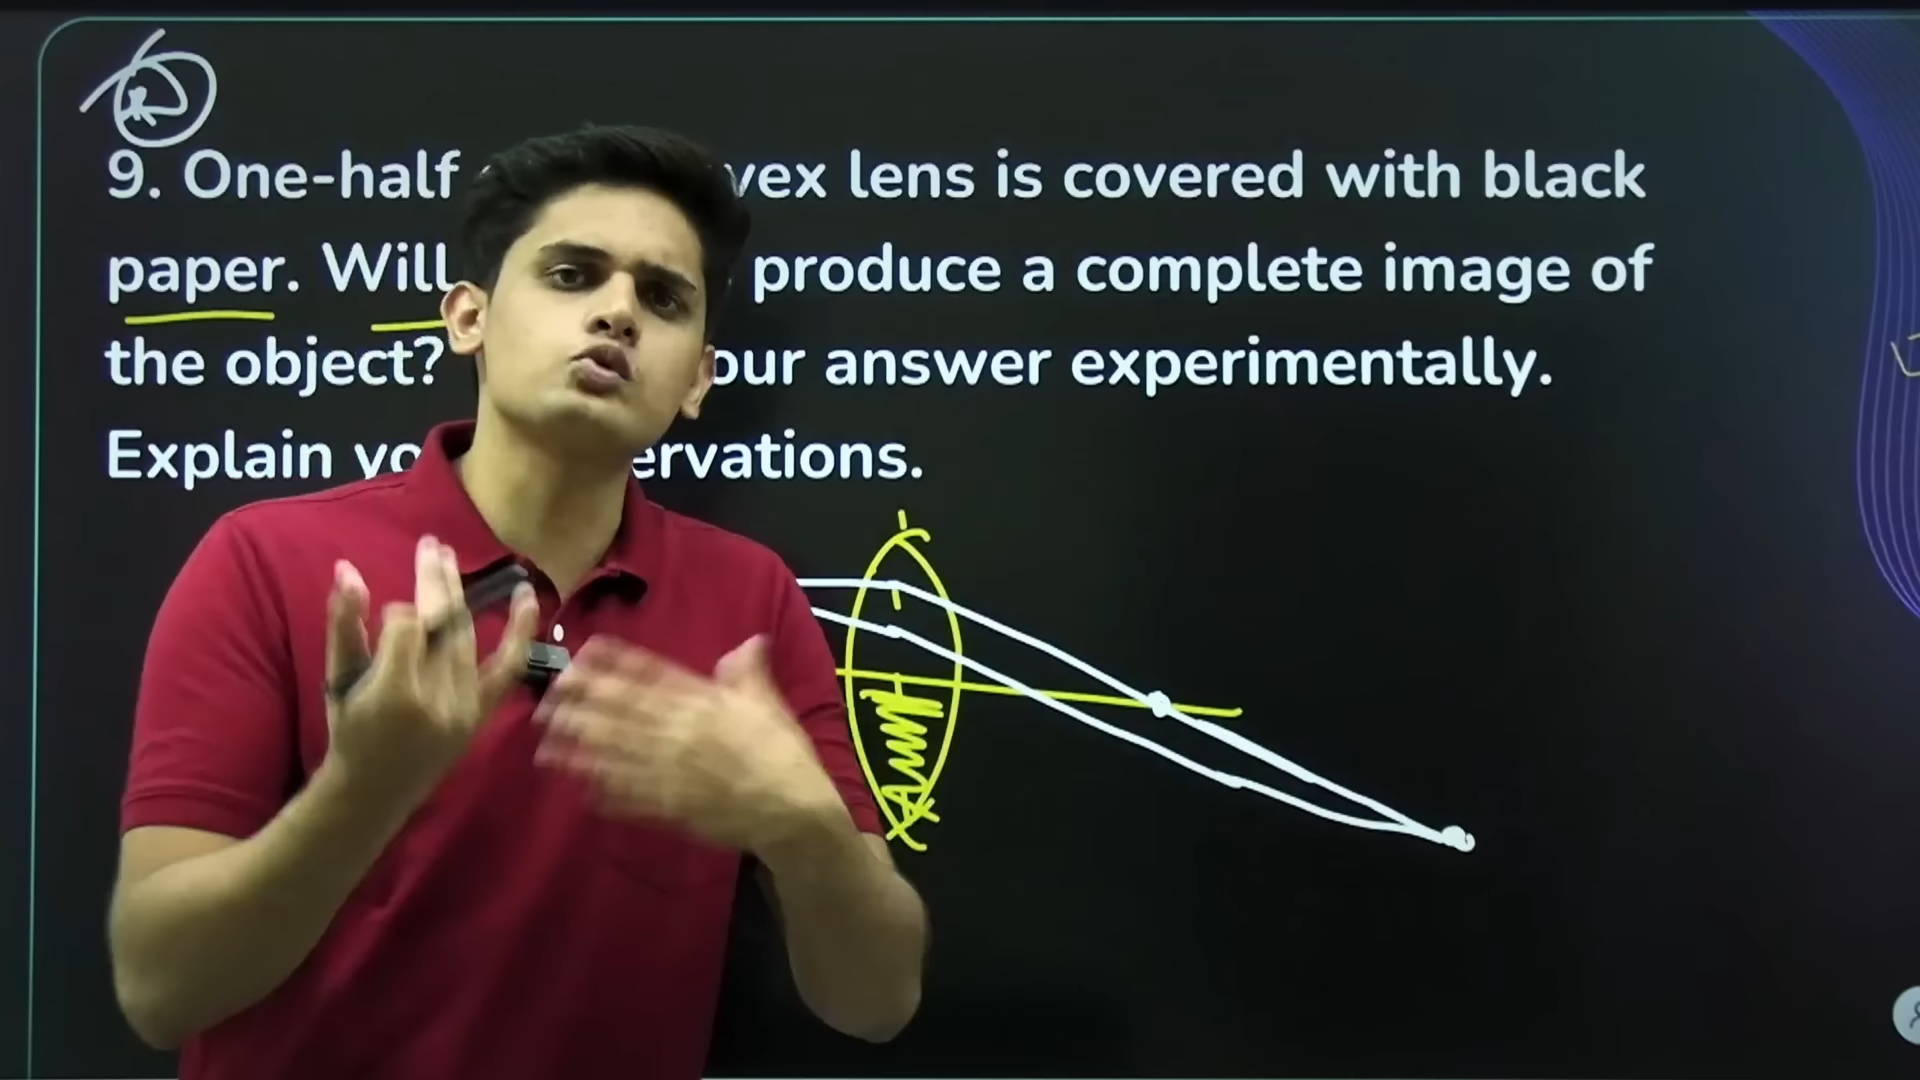 9. One-half vex lens is covered with black
paper. Will produce a complete image of
the object? our answer experimentally.
Explain yo ervations.